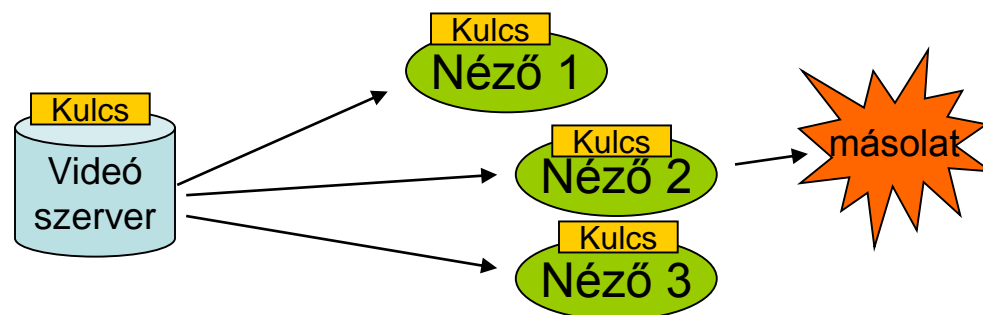 Kulcs
Videó
szerver
Kulcs
Néző 1
Kulcs
Néző 2
Kulcs
Néző 3
másolat